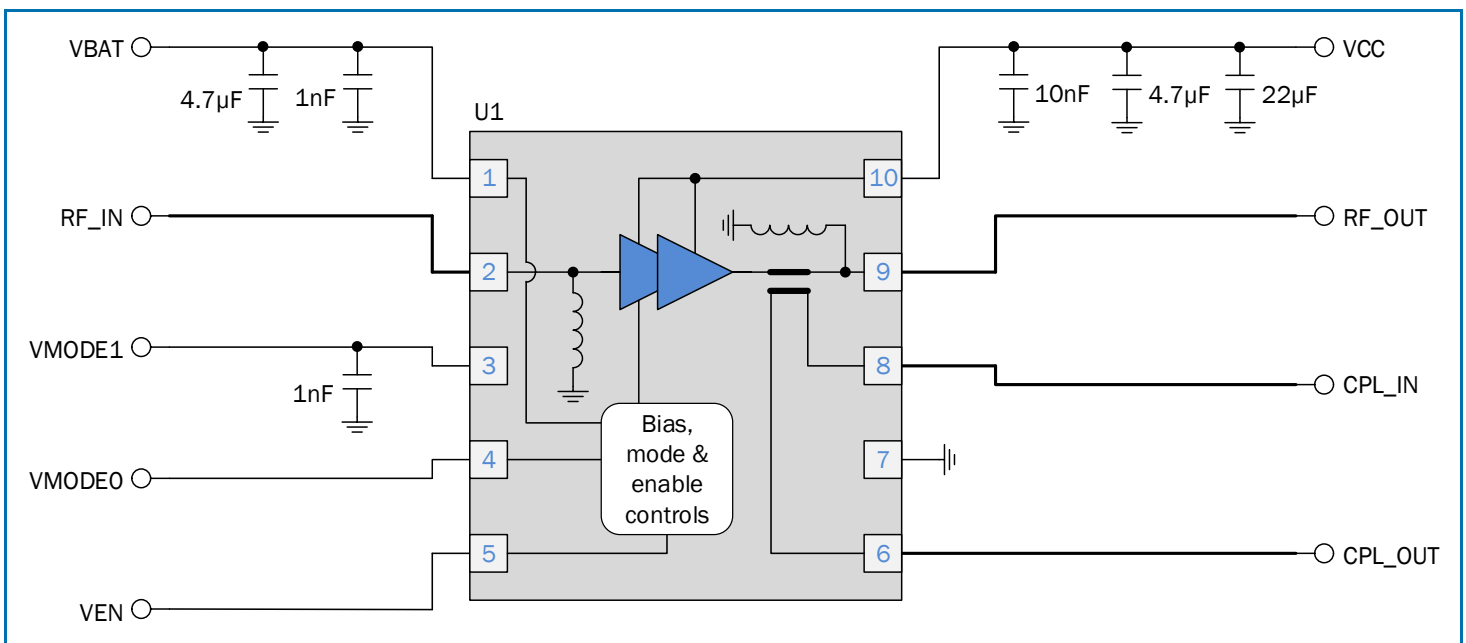 VBAT
VCC
4.7µF
1nF
10nF
4.7µF
22µF
U1
1
10
RF_IN
RF_OUT
2
9
VMODE1
3
8
1nF
CPL_IN
Bias,
mode &
enable
controls
4
7
VMODE0
5
6
CPL_OUT
VEN